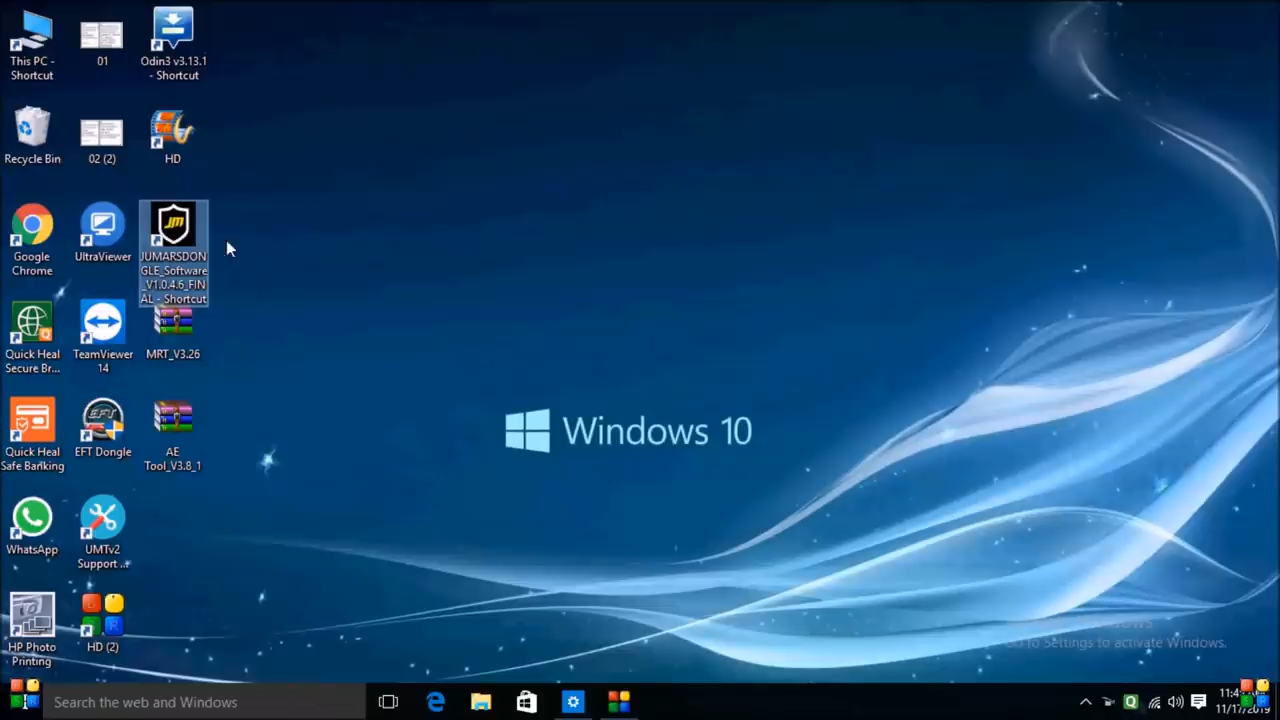 This PC -
Shortcut
01
Odin3 v3.13.1
- Shortcut
Recycle Bin
02 (2)
HD
Google
Chrome
UltraViewer
JM
JUMARSDON
GLE_Software
_V1.0.4.6_FIN
AL - Shortcut
Quick Heal
Secure Br...
TeamViewer
14
MRT_V3.26
Quick Heal
Safe Banking
EFT
EFT Dongle
AE
Tool_V3.8_1
WhatsApp
UMTv2
Support ...
HP Photo
Printing
HD (2)
Windows 10
to Settings to activate Windows.
Search the web and Windows
11/17/2019